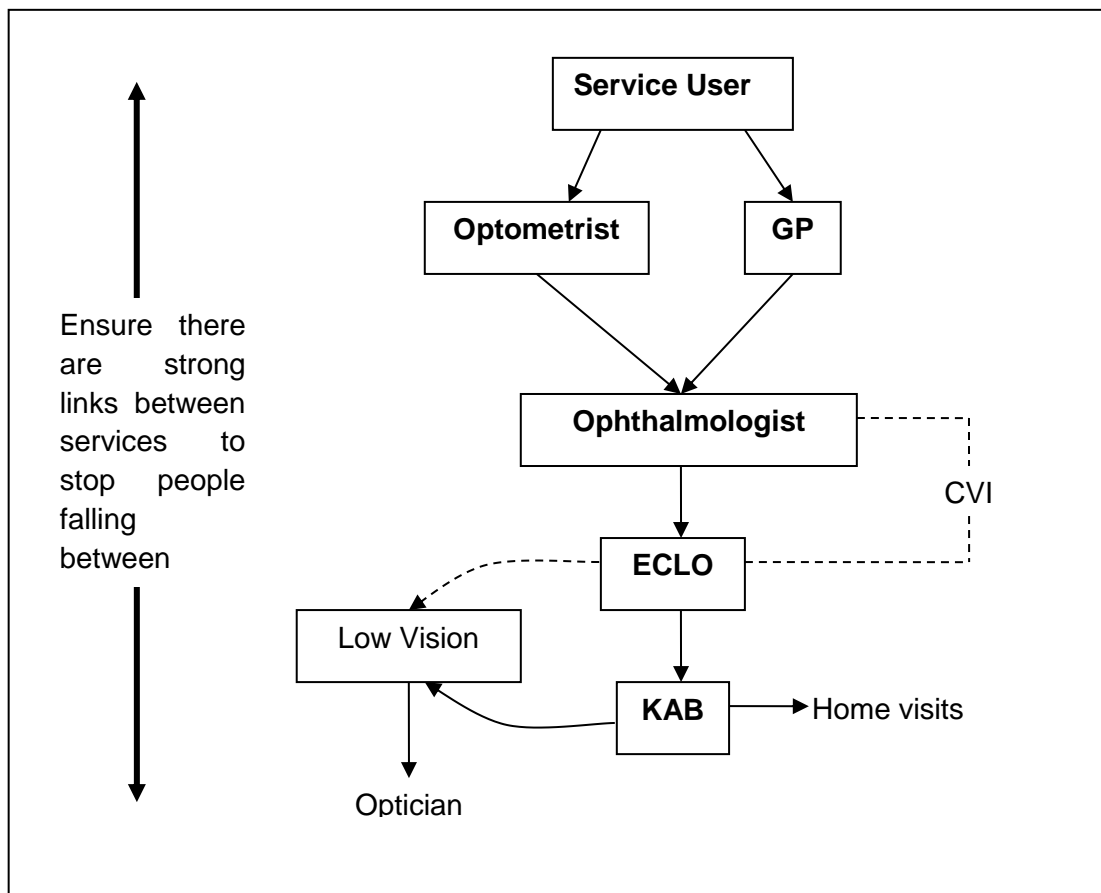 Service User
Optometrist
GP
Ensure there
are strong
links between
services to
stop people
falling
between
Ophthalmologist
CVI
ECLO
Low Vision
KAB
Home visits
Optician